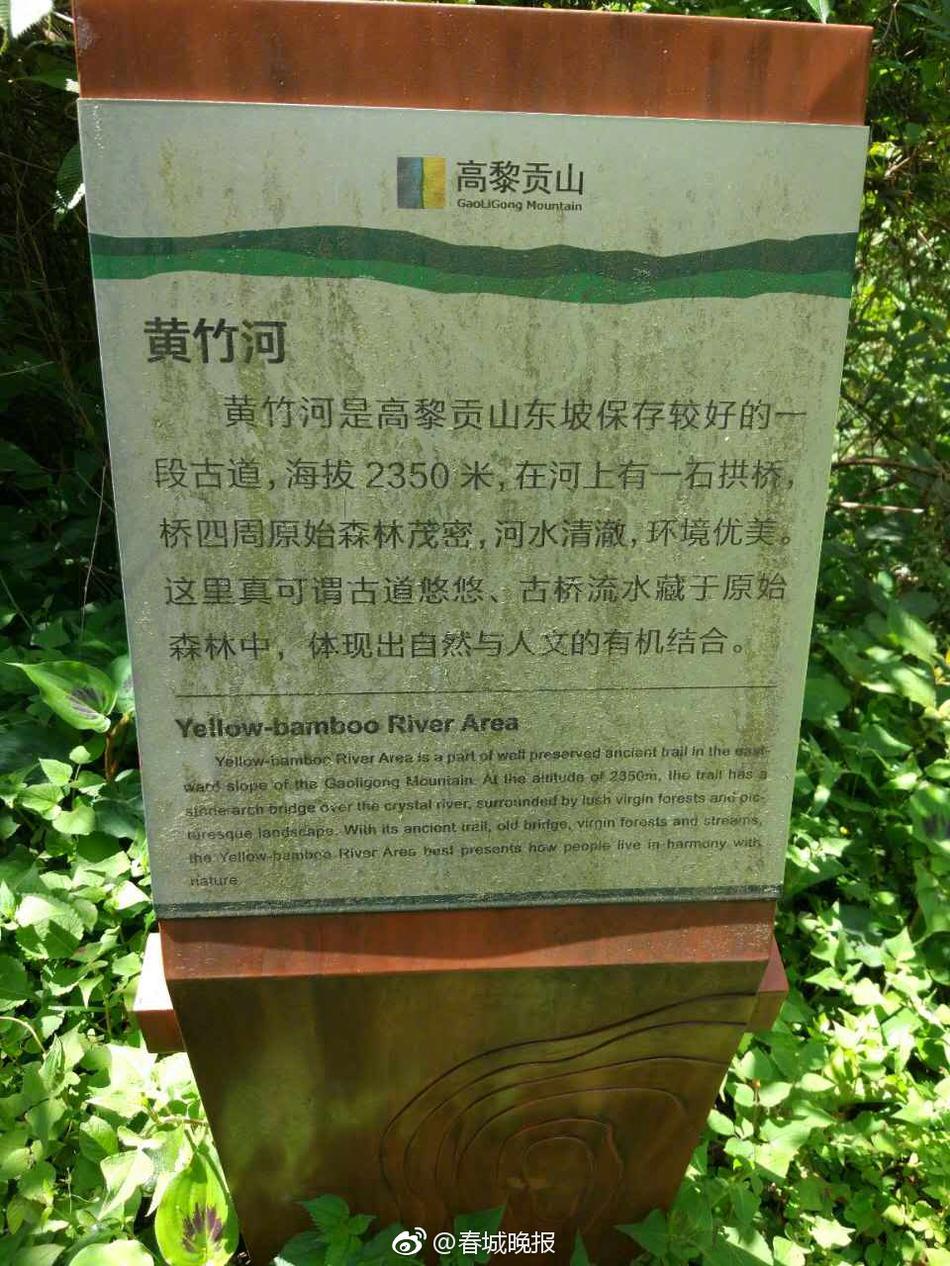 高黎贡山
GaoLiGong Mountain
黄竹河
黄竹河是高黎贡山东坡保存较好的一
段古道，海拔 2350 米，在河上有一石拱桥，
桥四周原始森林茂密，河水清澈，环境优美。
这里真可谓古道悠悠、古桥流水藏于原始
森林中，体现出自然与人文的有机结合。
Yellow-bamboo River Area
Yellow-bamboo River Area is a part of well preserved ancient trail in the east-
ward slope of the Gaoligong Mountain. At the altitude of 2350m, the trail has a
stone arch bridge over the crystal river, surrounded by lush virgin forests and pic-
turesque landscape. With its ancient trail, old bridge, virgin forests and streams,
the Yellow-bamboo River Area best presents how people live in harmony with
nature
@春城晚报